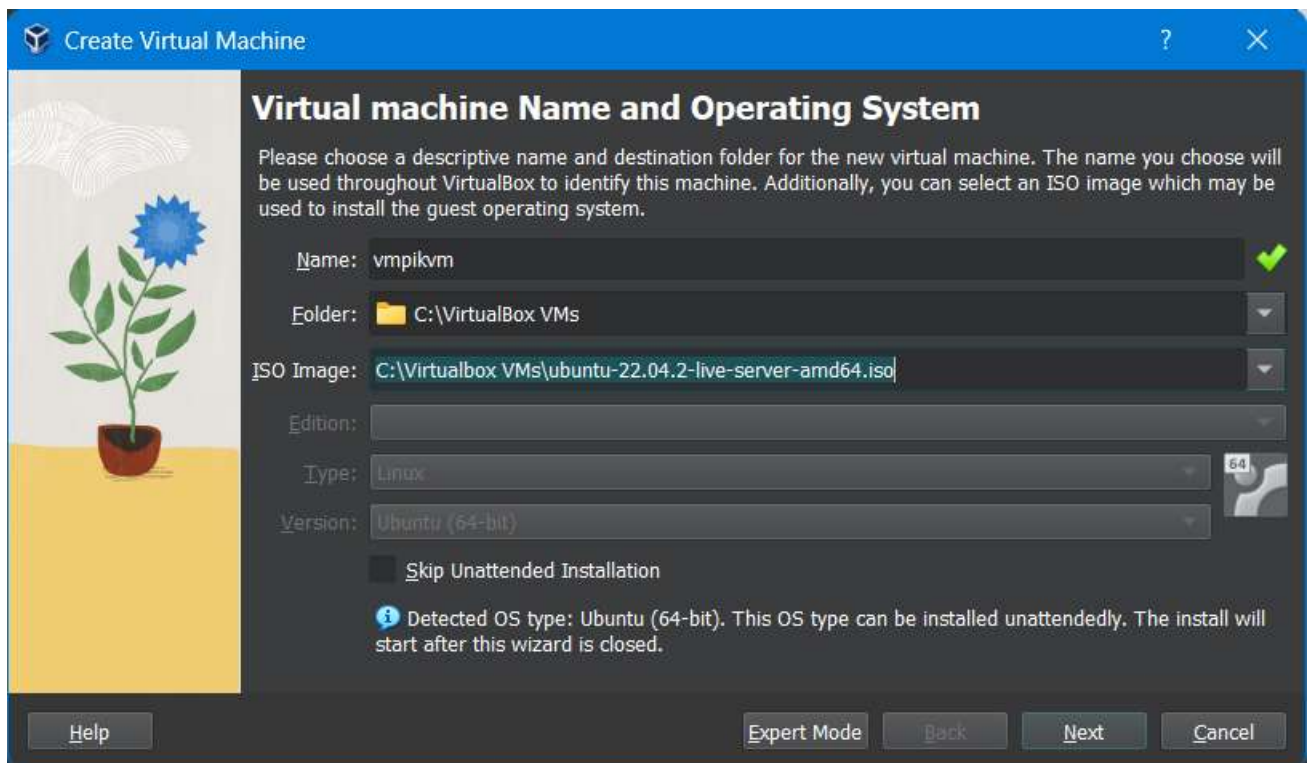 Create Virtual Machine
?
Virtual machine Name and Operating System
Please choose a descriptive name and destination folder for the new virtual machine. The name you choose will
be used throughout VirtualBox to identify this machine. Additionally, you can select an ISO image which may be
used to install the guest operating system.
Name: vmpikvm
Folder: C:\VirtualBox VMs
ISO Image: C:\Virtualbox VMs\ubuntu-22.04.2-live-server-amd64.iso
Edition:
Type: Linux
64
Version: Ubuntu (64-bit)
Skip Unattended Installation
Detected OS type: Ubuntu (64-bit). This OS type can be installed unattendedly. The install will
start after this wizard is closed.
Help Expert Mode Back Next Cancel